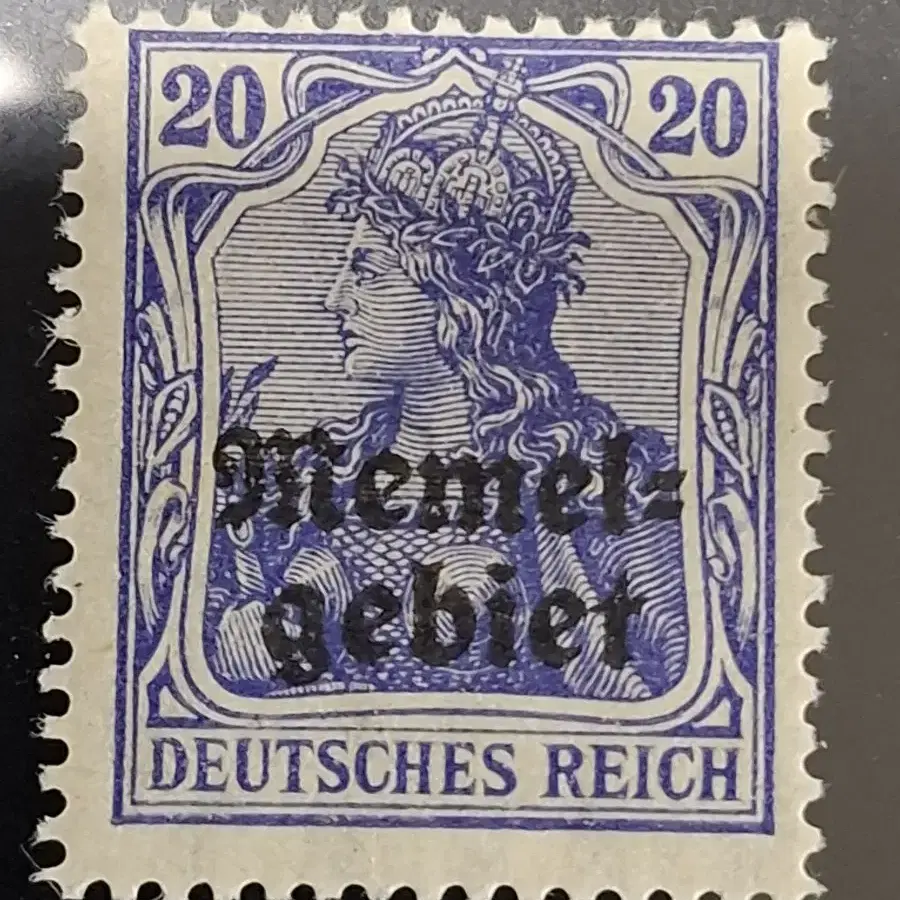 20 20
Memel-
gebiet
DEUTSCHES REICH